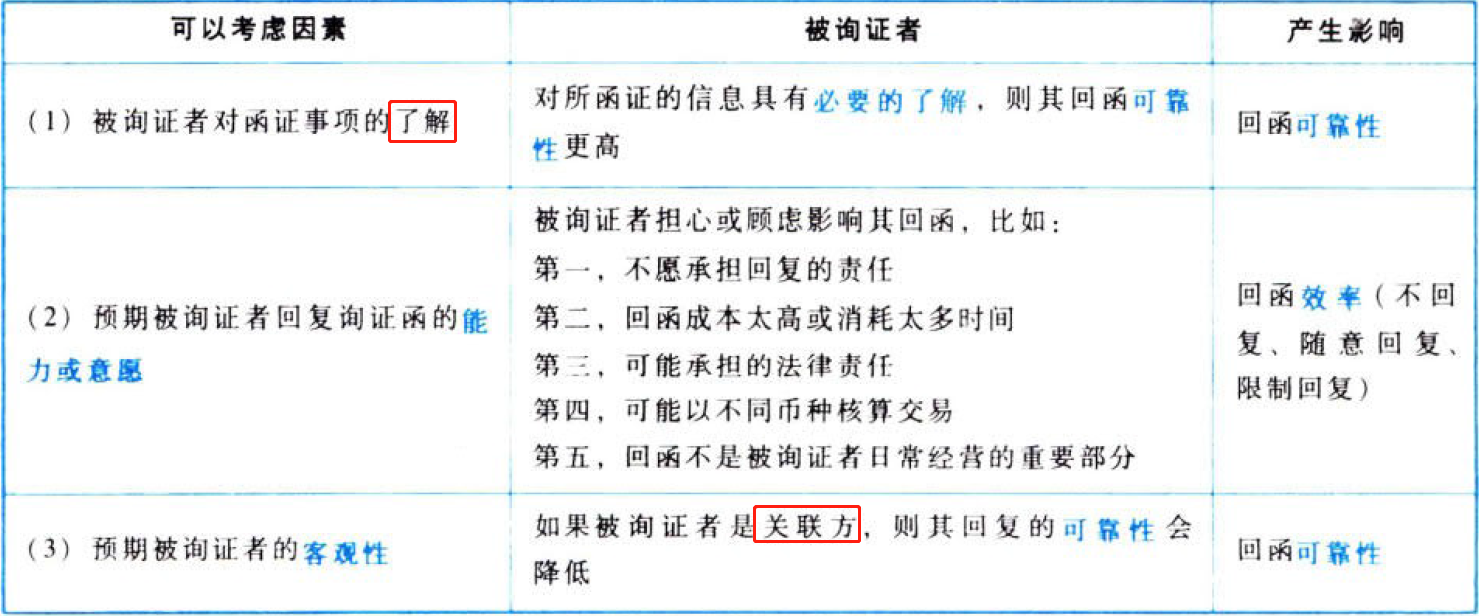 可以考虑因素
被询证者
产生影响
(1) 被询证者对函证事项的了解
对所函证的信息具有必要的了解，则其回函可靠
性更高
回函可靠性
(2) 预期被询证者回复询证函的能
力或意愿
被询证者担心或顾虑影响其回函，比如：
第一，不愿承担回复的责任
第二，回函成本太高或消耗太多时间
第三，可能承担的法律责任
第四，可能以不同币种核算交易
第五，回函不是被询证者日常经营的重要部分
回函效率(不回
复、随意回复、
限制回复)
(3) 预期被询证者的客观性
如果被询证者是关联方，则其回复的可靠性会
降低
回函可靠性